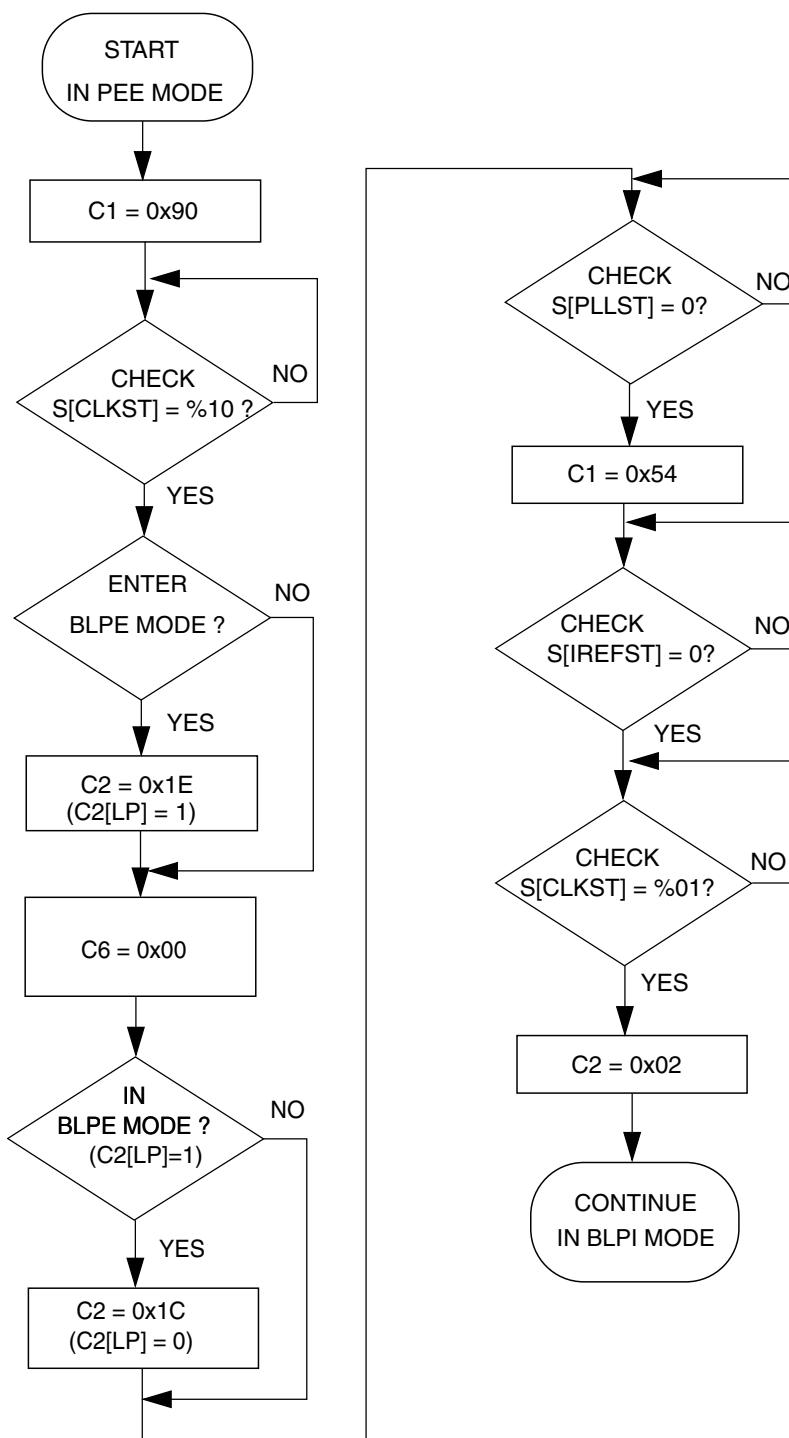 START
IN PEE MODE
C1 = 0x90
CHECK
S[CLKST] = %10 ?
NO
YES
ENTER
BLPE MODE ?
NO
YES
C2 = 0x1E
(C2[LP] = 1)
C6 = 0x00
IN
BLPE MODE ?
(C2[LP]=1)
NO
YES
C2 = 0x1C
(C2[LP] = 0)
CHECK
S[PLLST] = 0?
NO
YES
C1 = 0x54
CHECK
S[IREFST] = 0?
NO
YES
CHECK
S[CLKST] = %01?
NO
YES
C2 = 0x02
CONTINUE
IN BLPI MODE